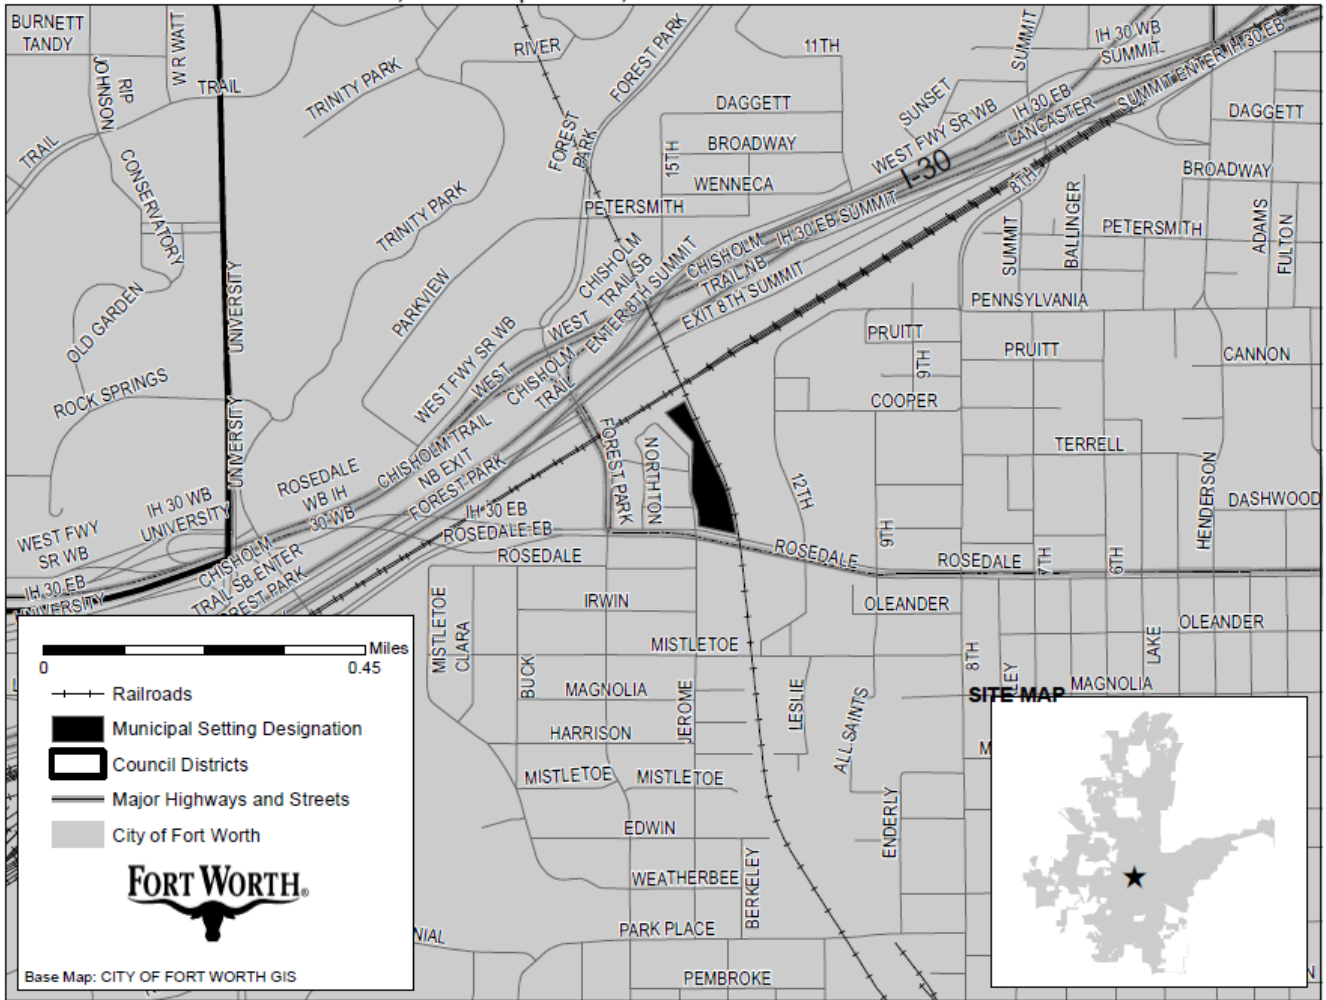 BURNETT
TANDY
W R WATT
RIP
JOHNSON
TRAIL
TRAIL
CONSERVATORY
TRINITY PARK
TRINITY PARK
RIVER
FOREST PARK
FOREST
PARK
11TH
DAGGETT
BROADWAY
15TH
WENNECA
PETERSMITH
SUNSET
SUMMIT
IH 30 WB
SUMMIT
SUMMIT ENTER IH 30 EB
WEST FWY SR WB
IH 30 EB
LANCASTER
I-30
8TH
DAGGETT
BROADWAY
PETERSMITH
SUMMIT
BALLINGER
ADAMS
FULTON
PENNSYLVANIA
OLD GARDEN
ROCK SPRINGS
UNIVERSITY
UNIVERSITY
PARKVIEW
CHISHOLM
TRAIL SB
ENTER 8TH SUMMIT
CHISHOLM
TRAIL NB
IH 30 EB SUMMIT
EXIT 8TH SUMMIT
WEST FWY SR WB
WEST
WEST
CHISHOLM
TRAIL
PRUITT
9TH
PRUITT
CANNON
COOPER
TERRELL
HENDERSON
DASHWOOD
CHISHOLM TRAIL
NB EXIT
FOREST PARK
ROSEDALE
WB IH
30 WB
IH 30 WB
UNIVERSITY
WEST FWY
SR WB
IH 30 EB
UNIVERSITY
CHISHOLM
TRAIL SB ENTER
FOREST PARK
IH 30 EB
ROSEDALE EB
ROSEDALE
FOREST PARK
NORTHTON
12TH
9TH
ROSEDALE
ROSEDALE
7TH
6TH
IRWIN
OLEANDER
OLEANDER
MISTLETOE
CLARA
MISTLETOE
BUCK
MAGNOLIA
JEROME
LESLIE
ALL SAINTS
8TH
LEY
LAKE
MAGNOLIA
HARRISON
MISTLETOE
MISTLETOE
EDWIN
ENDERLY
WEATHERBEE
BERKELEY
PARK PLACE
PEMBROKE
NIAL
M
N
SITE MAP
Miles
0 0.45
Railroads
Municipal Setting Designation
Council Districts
Major Highways and Streets
City of Fort Worth
FORT WORTH®
Base Map: CITY OF FORT WORTH GIS